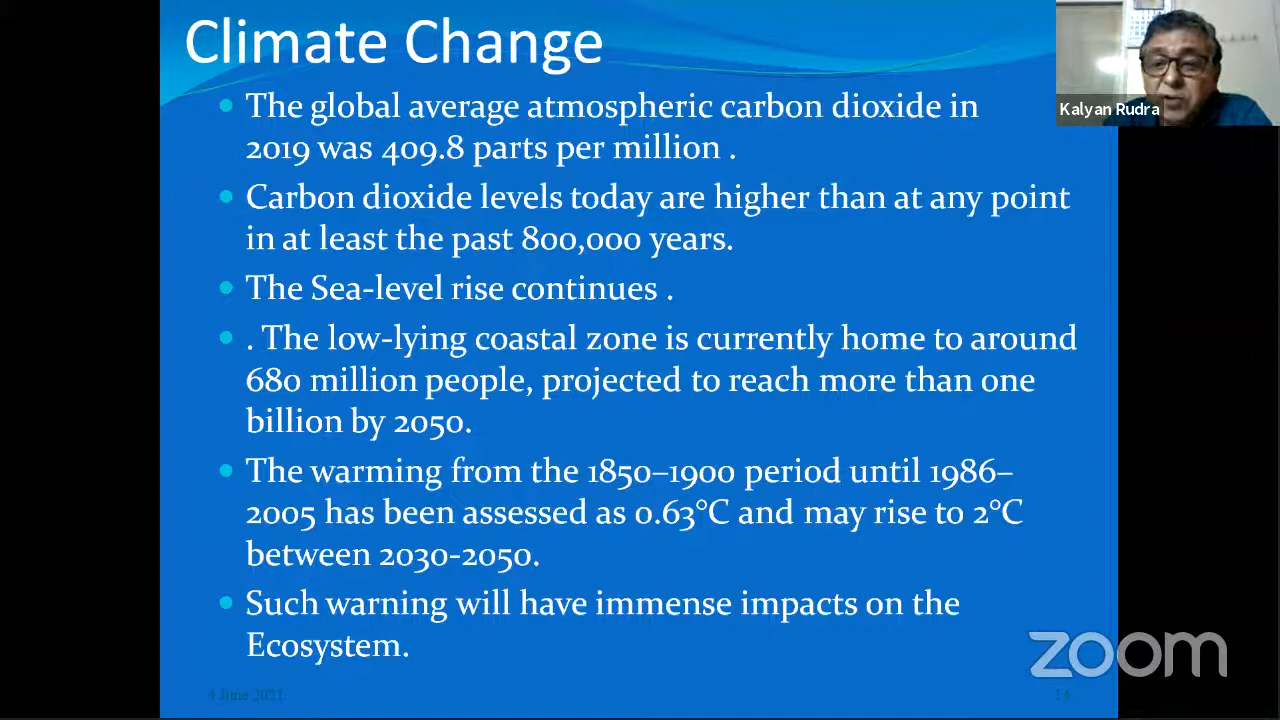 Climate Change
Kalyan Rudra
• The global average atmospheric carbon dioxide in
2019 was 409.8 parts per million .
• Carbon dioxide levels today are higher than at any point
in at least the past 800,000 years.
• The Sea-level rise continues .
• . The low-lying coastal zone is currently home to around
680 million people, projected to reach more than one
billion by 2050.
• The warming from the 1850–1900 period until 1986–
2005 has been assessed as 0.63°C and may rise to 2°C
between 2030-2050.
• Such warning will have immense impacts on the
Ecosystem.
zoom
4 June 2021
14